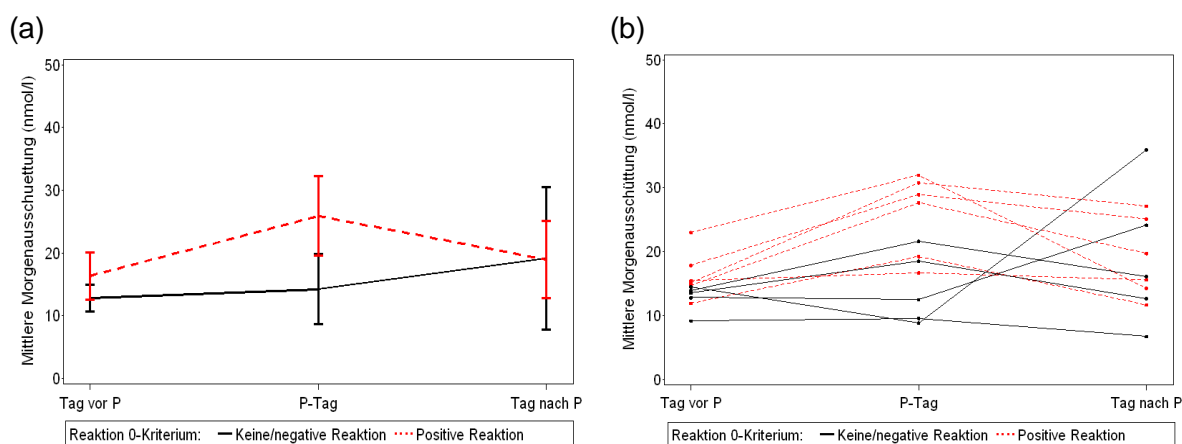 (a)
Mittlere Morgenausschuettung (nmol/l)
50
40
30
20
10
0
Tag vor P
P-Tag
Tag nach P
Reaktion 0-Kriterium: Keine/negative Reaktion Positive Reaktion
(b)
Mittlere Morgenausschüttung (nmol/l)
50
40
30
20
10
0
Tag vor P
P-Tag
Tag nach P
Reaktion 0-Kriterium: Keine/negative Reaktion Positive Reaktion